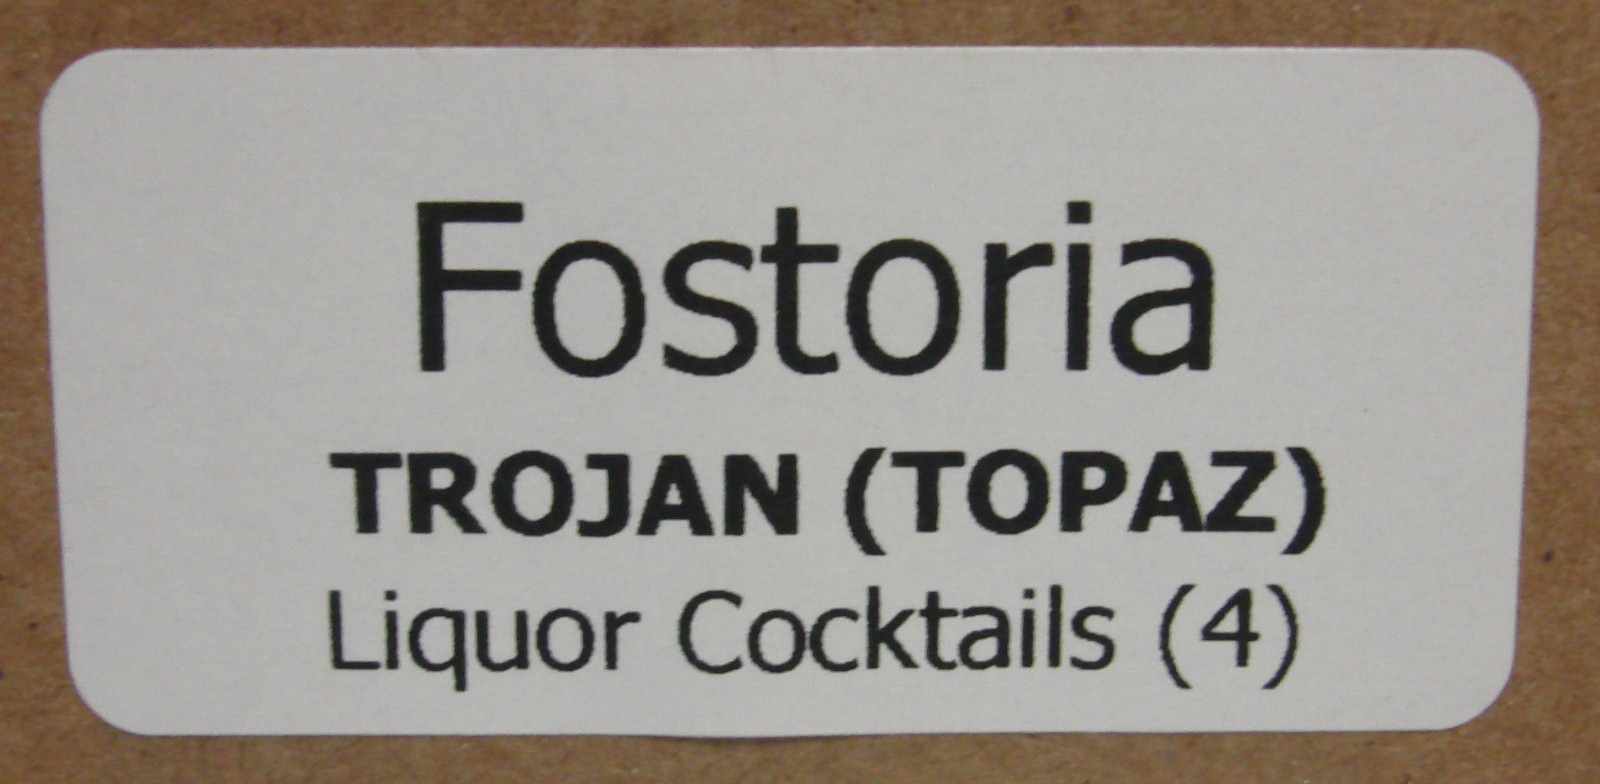 Fostoria
TROJAN (TOPAZ)
Liquor Cocktails (4)